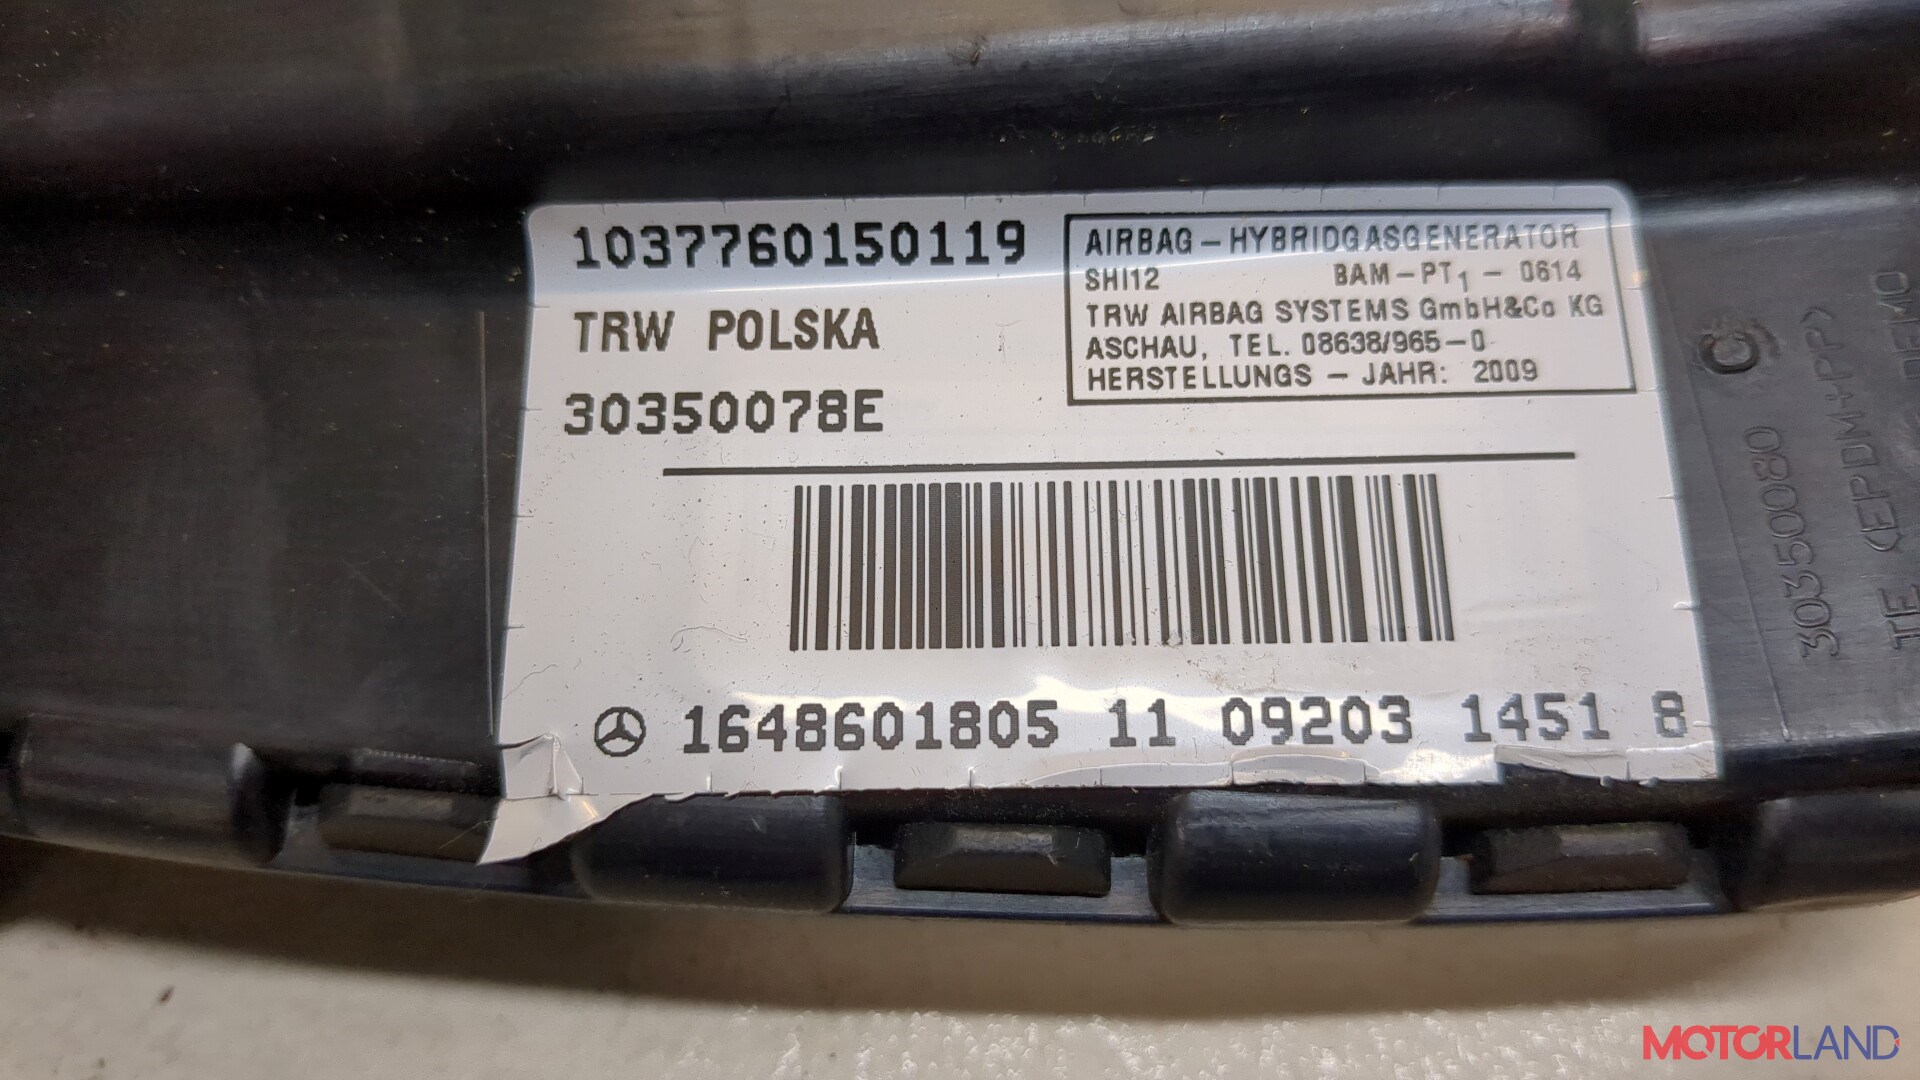 1037760150119
TRW POLSKA
30350078E
AIRBAG-HYBRIDGASGENERATOR
SHI12 BAM-PT1-0614
TRW AIRBAG SYSTEMS GmbH&Co KG
ASCHAU, TEL. 08638/965-0
HERSTELLUNGS - JAHR: 2009
1648601805 11 09203 1451 8
C
30350080
TE (EPDM+PP)
MOTORLAND